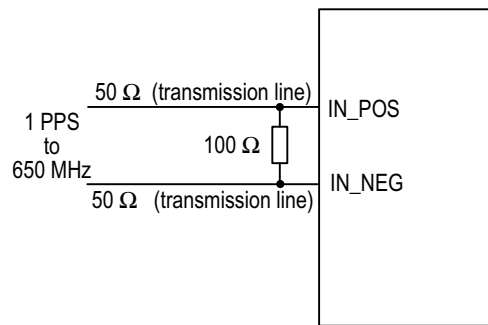 50 Ω (transmission line)
IN_POS
1 PPS
to
650 MHz
100 Ω
IN_NEG
50 Ω (transmission line)